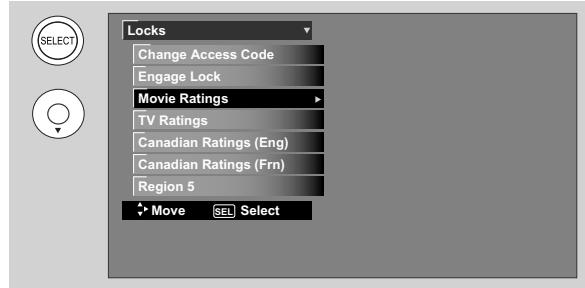 SELECT
Locks
Change Access Code
Engage Lock
Movie Ratings
TV Ratings
Canadian Ratings (Eng)
Canadian Ratings (Frn)
Region 5
Move SEL Select